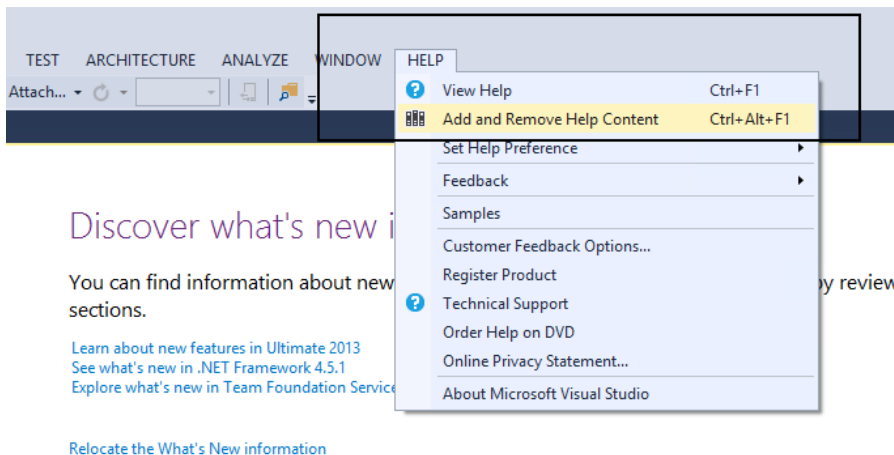 TEST ARCHITECTURE ANALYZE WINDOW HELP
Attach...
View Help Ctrl+F1
Add and Remove Help Content Ctrl+Alt+F1
Set Help Preference
Feedback
Samples
Customer Feedback Options...
Register Product
Technical Support
Order Help on DVD
Online Privacy Statement...
About Microsoft Visual Studio
Discover what's new i
You can find information about new by review
sections.
Learn about new features in Ultimate 2013
See what's new in .NET Framework 4.5.1
Explore what's new in Team Foundation Service
Relocate the What's New information